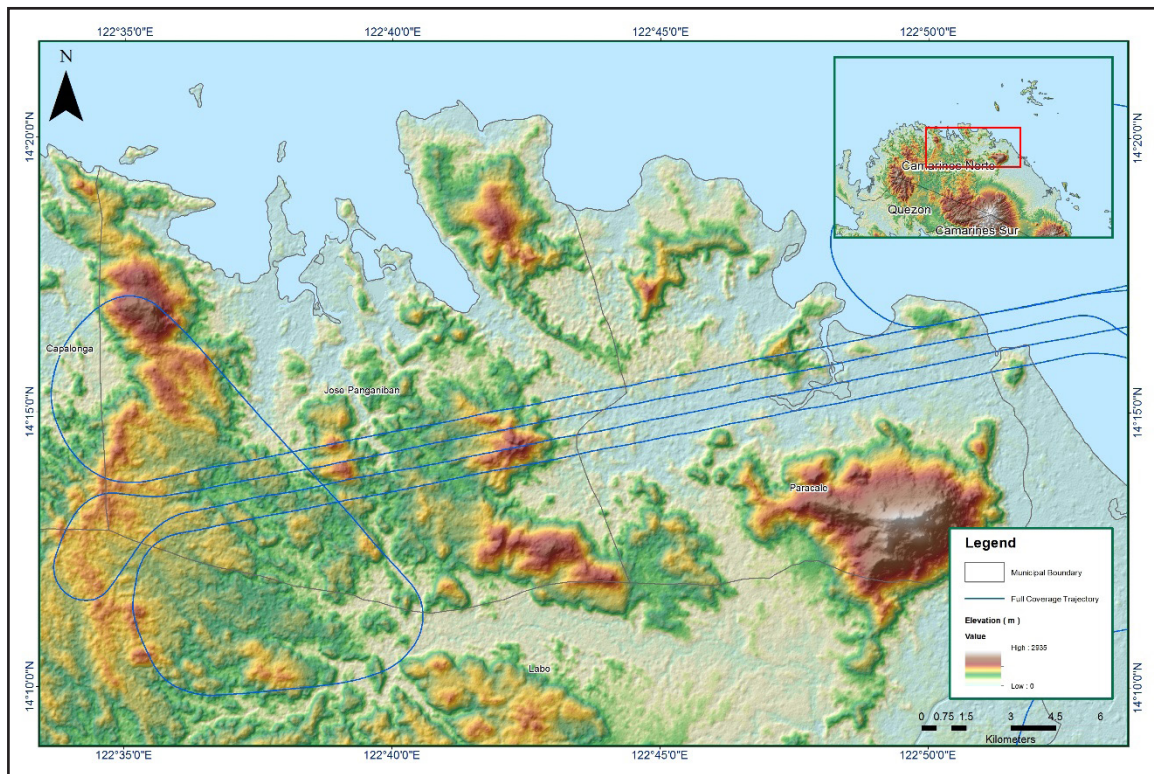 122°35'0"E 122°40'0"E 122°45'0"E 122°50'0"E
N
14°20'0"N 14°20'0"N
Camarines Norte
Quezon
Camarines Sur
Capalonga
Jose Panganiban
14°15'0"N 14°15'0"N
Paracale
Legend
Municipal Boundary
Full Coverage Trajectory
Elevation ( m )
Value
High : 2935
Low : 0
Labo
14°10'0"N 14°10'0"N
0 0.75 1.5 3 4.5 6
Kilometers
122°35'0"E 122°40'0"E 122°45'0"E 122°50'0"E